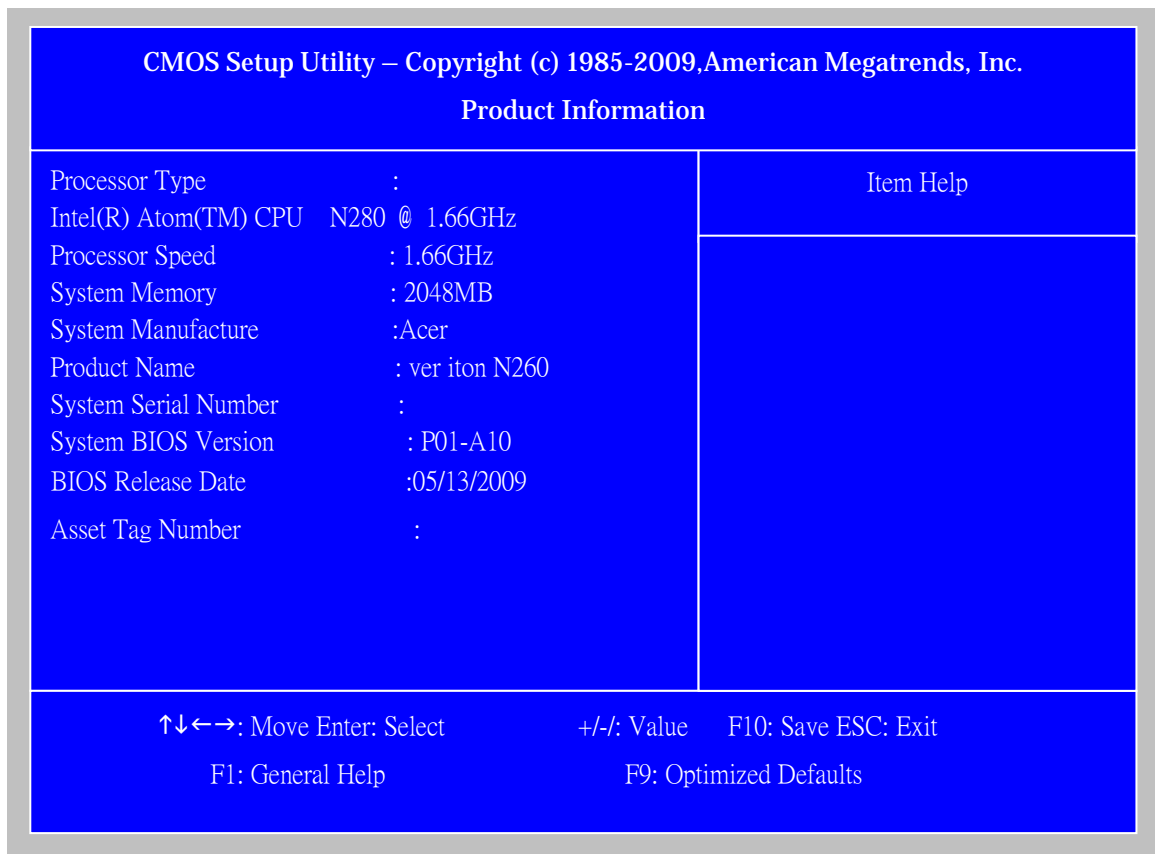 CMOS Setup Utility – Copyright (c) 1985-2009,American Megatrends, Inc.
Product Information
Processor Type :
Intel(R) Atom(TM) CPU N280 @ 1.66GHz
Processor Speed : 1.66GHz
System Memory : 2048MB
System Manufacture :Acer
Product Name : ver iton N260
System Serial Number :
System BIOS Version : P01-A10
BIOS Release Date :05/13/2009
Asset Tag Number :
Item Help
↑↓←→: Move Enter: Select +/-/: Value F10: Save ESC: Exit
F1: General Help F9: Optimized Defaults